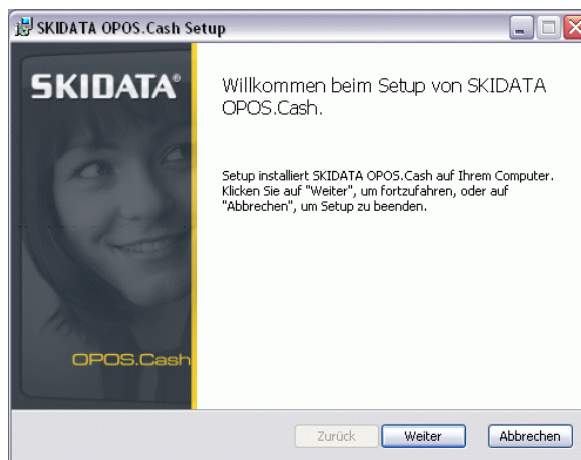 SKIDATA OPOS.Cash Setup
SKIDATA®
Willkommen beim Setup von SKIDATA
OPOS.Cash.
Setup installiert SKIDATA OPOS.Cash auf Ihrem Computer.
Klicken Sie auf "Weiter", um fortzufahren, oder auf
"Abbrechen", um Setup zu beenden.
OPOS.Cash
Zurück
Weiter
Abbrechen